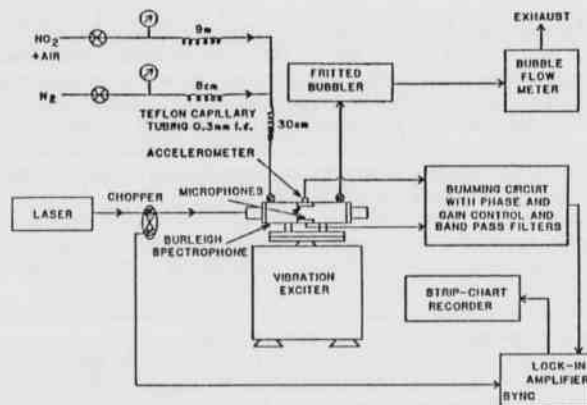 EXHAUST
9m
NO2
+AIR
BUBBLE
FLOW
METER
FRITTED
BUBBLER
8cm
N2
TEFLON CAPILLARY
TUBING 0.3mm i.d.
30cm
ACCELEROMETER
MICROPHONES
CHOPPER
LASER
BURLEIGH
SPECTROPHONE
SUMMING CIRCUIT
WITH PHASE AND
GAIN CONTROL AND
BAND PASS FILTERS
VIBRATION
EXCITER
STRIP-CHART
RECORDER
LOCK-IN
AMPLIFIER
SYNC